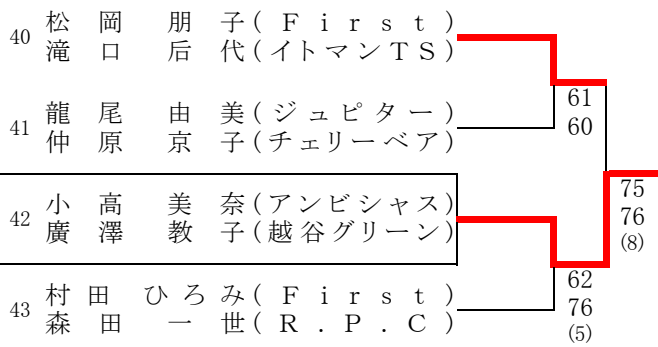 40 松岡 朋子(First)
滝口 后代(イトマンTS)
61
60
41 龍尾 由美(ジュピター)
仲原 京子(チェリーベア)
75
76
(8)
42 小高 美奈(アンビシャス)
廣澤 教子(越谷グリーン)
62
76
(5)
43 村田 ひろみ(First)
森田 一世(R.P.C)